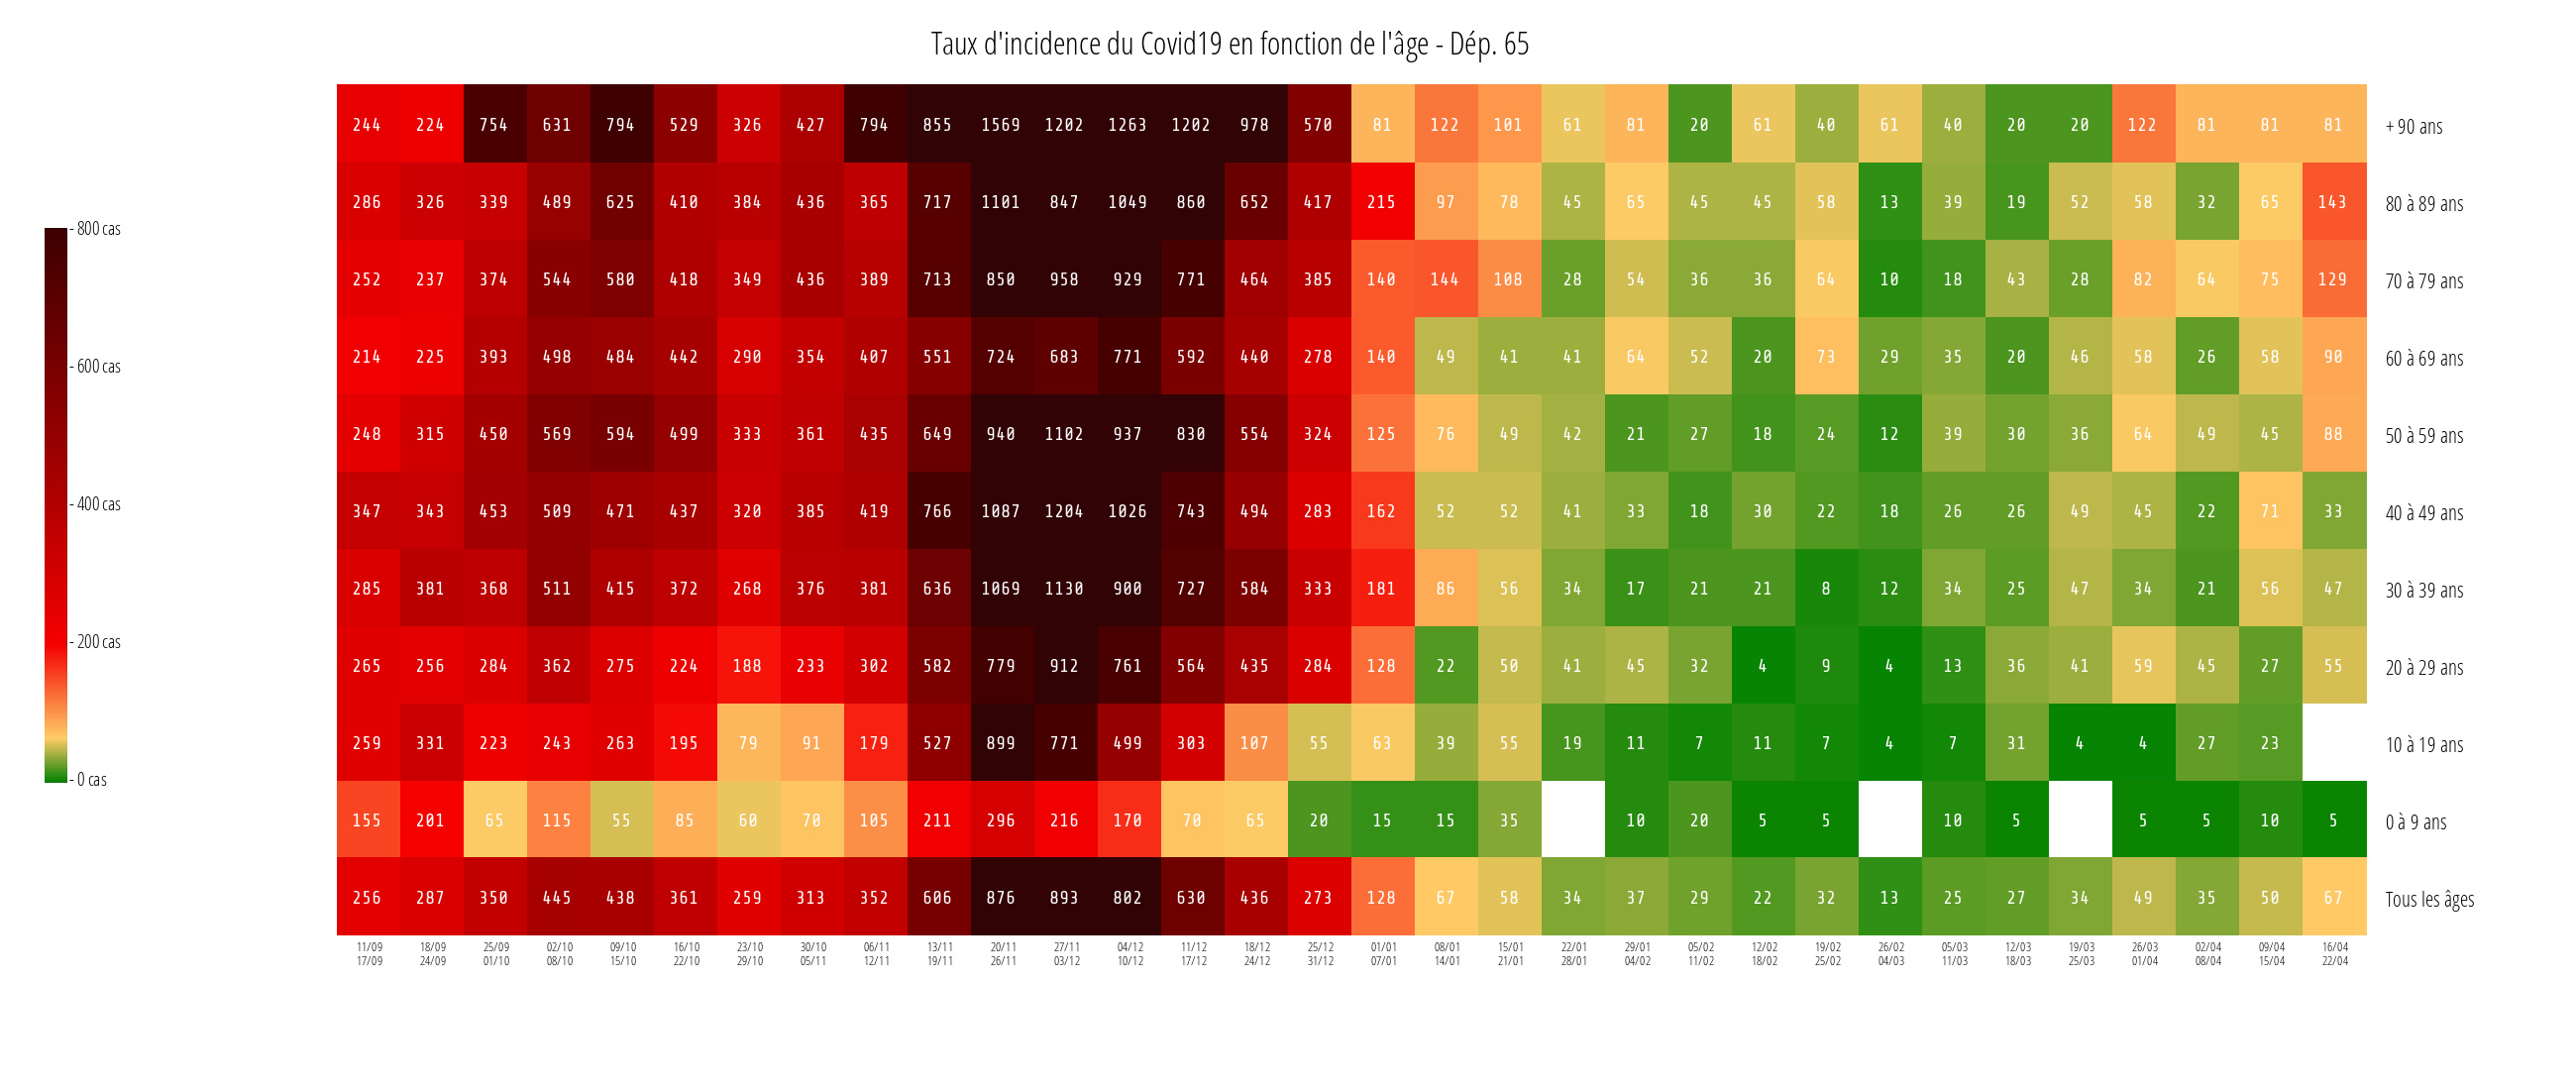 Taux d'incidence du Covid19 en fonction de l'âge - Dép. 65
- 800 cas
- 600 cas
- 400 cas
- 200 cas
- 0 cas
244 224 754 631 794 529 326 427 794 855 1569 1202 1263 1202 978 570 81 122 101 61 81 20 61 40 61 40 20 20 122 81 81 81 + 90 ans
286 326 339 489 625 410 384 436 365 717 1101 847 1049 860 652 417 215 97 78 45 65 45 45 58 13 39 19 52 58 32 65 143 80 à 89 ans
252 237 374 544 580 418 349 436 389 713 850 958 929 771 464 385 140 144 108 28 54 36 36 64 10 18 43 28 82 64 75 129 70 à 79 ans
214 225 393 498 484 442 290 354 407 551 724 683 771 592 440 278 140 49 41 41 64 52 20 73 29 35 20 46 58 26 58 90 60 à 69 ans
248 315 450 569 594 499 333 361 435 649 940 1102 937 830 554 324 125 76 49 42 21 27 18 24 12 39 30 36 64 49 45 88 50 à 59 ans
347 343 453 509 471 437 320 385 419 766 1087 1204 1026 743 494 283 162 52 52 41 33 18 30 22 18 26 26 49 45 22 71 33 40 à 49 ans
285 381 368 511 415 372 268 376 381 636 1069 1130 900 727 584 333 181 86 56 34 17 21 21 8 12 34 25 47 34 21 56 47 30 à 39 ans
265 256 284 362 275 224 188 233 302 582 779 912 761 564 435 284 128 22 50 41 45 32 4 9 4 13 36 41 59 45 27 55 20 à 29 ans
259 331 223 243 263 195 79 91 179 527 899 771 499 303 107 55 63 39 55 19 11 7 11 7 4 7 31 4 4 27 23 10 à 19 ans
155 201 65 115 55 85 60 70 105 211 296 216 170 70 65 20 15 15 35 10 20 5 5 10 5 5 5 10 5 0 à 9 ans
256 287 350 445 438 361 259 313 352 606 876 893 802 630 436 273 128 67 58 34 37 29 22 32 13 25 27 34 49 35 50 67 Tous les âges
11/09 18/09 25/09 02/10 09/10 16/10 23/10 30/10 06/11 13/11 20/11 27/11 04/12 11/12 18/12 25/12 01/01 08/01 15/01 22/01 29/01 05/02 12/02 19/02 26/02 05/03 12/03 19/03 26/03 02/04 09/04 16/04
17/09 24/09 01/10 08/10 15/10 22/10 29/10 05/11 12/11 19/11 26/11 03/12 10/12 17/12 24/12 31/12 07/01 14/01 21/01 28/01 04/02 11/02 18/02 25/02 04/03 11/03 18/03 25/03 01/04 08/04 15/04 22/04